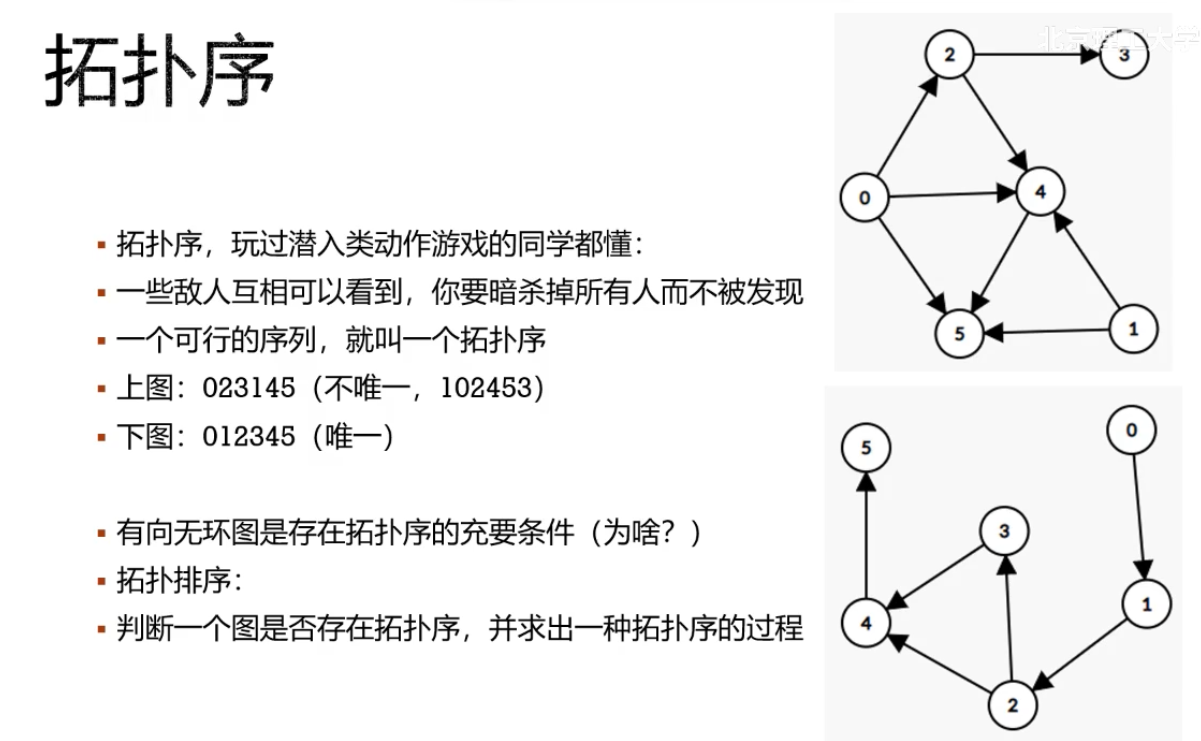 拓扑序
▪ 拓扑序，玩过潜入类动作游戏的同学都懂：
▪ 一些敌人互相可以看到，你要暗杀掉所有人而不被发现
▪ 一个可行的序列，就叫一个拓扑序
▪ 上图：023145（不唯一，102453）
▪ 下图：012345（唯一）
▪ 有向无环图是存在拓扑序的充要条件（为啥？）
▪ 拓扑排序：
▪ 判断一个图是否存在拓扑序，并求出一种拓扑序的过程
北京理工大学
2
3
0
4
5
1
5
0
3
4
1
2